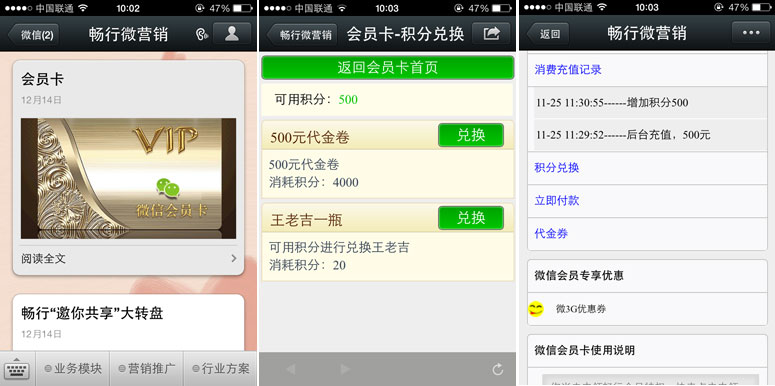 中国联通
10:02
47%
微信(2)
畅行微营销
会员卡
12月14日
VIP
微信会员卡
阅读全文
畅行“邀你共享”大转盘
12月14日
业务模块
营销推广
行业方案
中国联通
10:03
47%
畅行微营销
会员卡-积分兑换
返回会员卡首页
可用积分：500
500元代金卷
兑换
500元代金卷
消耗积分：4000
王老吉一瓶
兑换
可用积分进行兑换王老吉
消耗积分：20
中国联通
10:03
47%
返回
畅行微营销
消费充值记录
11-25 11:30:55------增加积分500
11-25 11:29:52------后台充值，500元
积分兑换
立即付款
代金券
微信会员专享优惠
微3G优惠券
微信会员卡使用说明